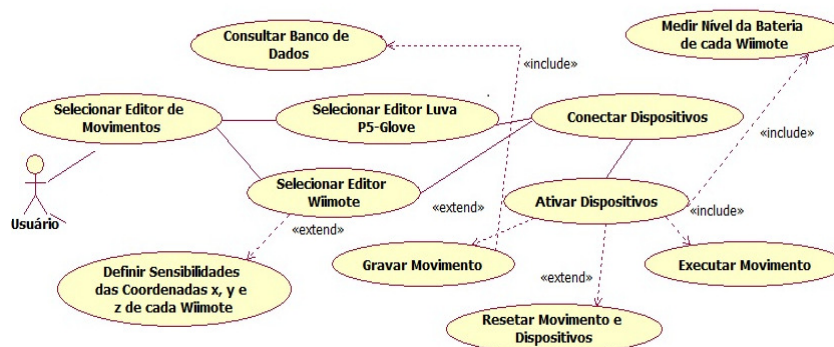 Consultar Banco de
Dados
Medir Nível da Bateria
de cada Wiimote
«include»
Selecionar Editor de
Movimentos
Selecionar Editor Luva
P5-Glove
Conectar Dispositivos
«include»
Usuário
Selecionar Editor
Wiimote
«extend»
«extend»
Ativar Dispositivos
«include»
Definir Sensibilidades
das Coordenadas x, y e
z de cada Wiimote
Gravar Movimento
«extend»
Executar Movimento
Resetar Movimento e
Dispositivos